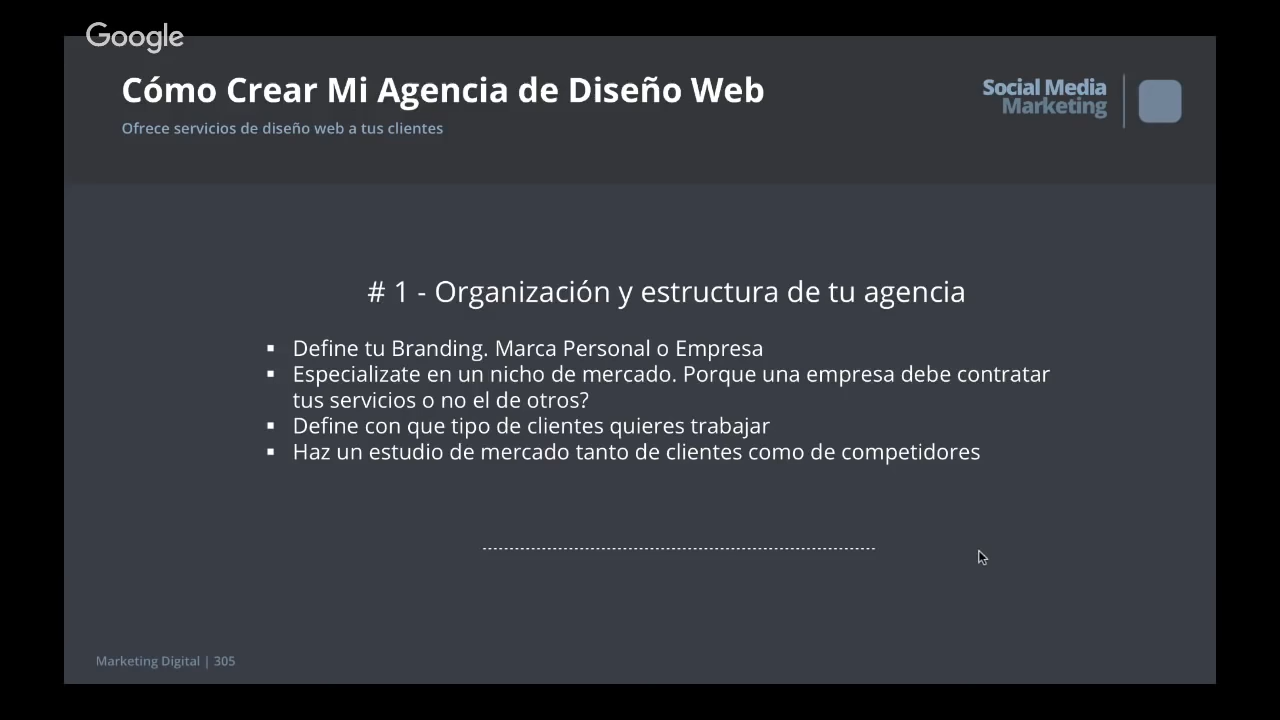 Google
Cómo Crear Mi Agencia de Diseño Web
Ofrece servicios de diseño web a tus clientes
Social Media
Marketing
# 1 - Organización y estructura de tu agencia
▪ Define tu Branding. Marca Personal o Empresa
▪ Especializate en un nicho de mercado. Porque una empresa debe contratar
tus servicios o no el de otros?
▪ Define con que tipo de clientes quieres trabajar
▪ Haz un estudio de mercado tanto de clientes como de competidores
Marketing Digital | 305